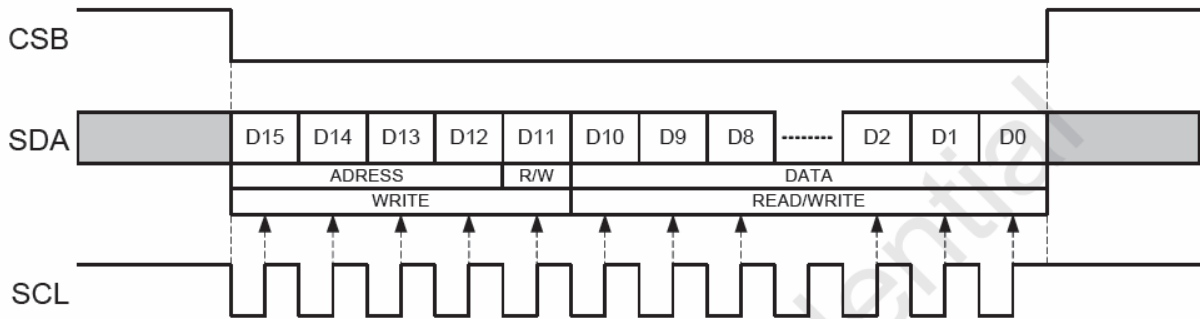 CSB
SDA D15 D14 D13 D12 D11 D10 D9 D8 -------- D2 D1 D0
ADRESS R/W DATA
WRITE READ/WRITE
SCL